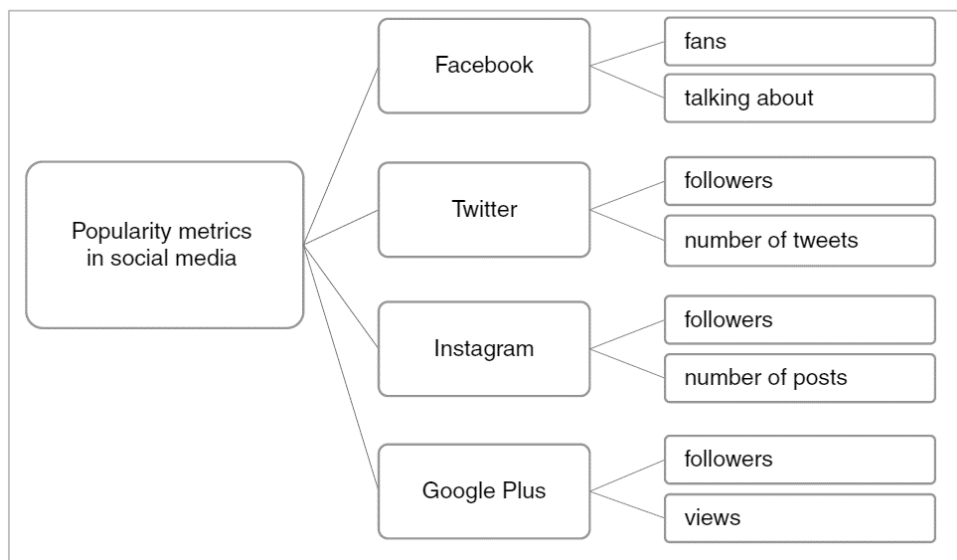 Popularity metrics
in social media
Facebook
fans
talking about
Twitter
followers
number of tweets
Instagram
followers
number of posts
Google Plus
followers
views